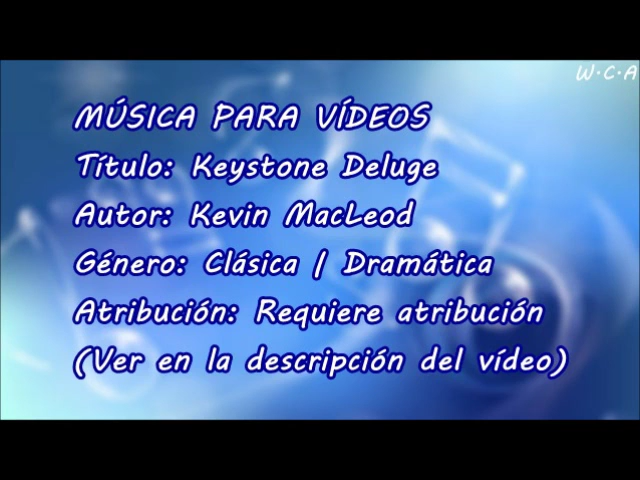 W·C·A
MÚSICA PARA VÍDEOS
Título: Keystone Deluge
Autor: Kevin MacLeod
Género: Clásica / Dramática
Atribución: Requiere atribución
(Ver en la descripción del vídeo)